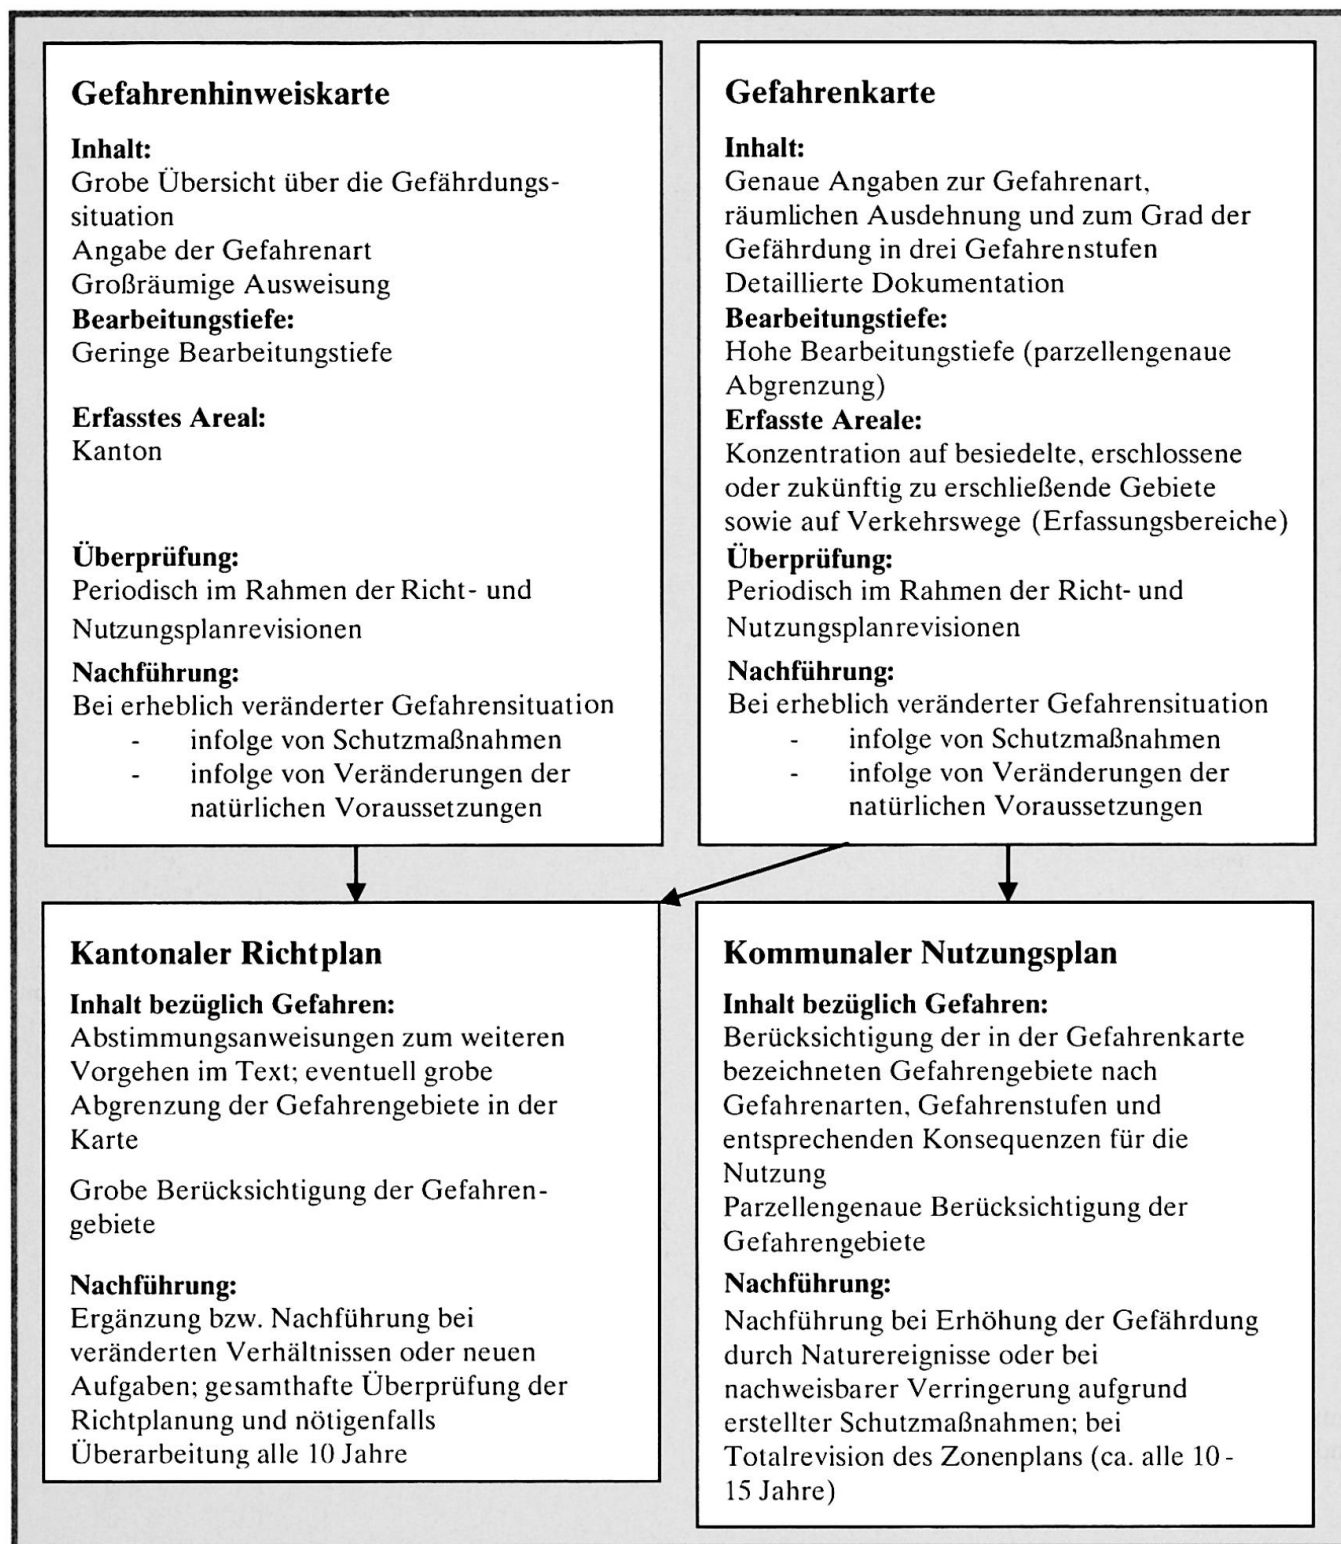 Gefahrenhinweiskarte
Inhalt:
Grobe Übersicht über die Gefährdungs-
situation
Angabe der Gefahrenart
Großräumige Ausweisung
Bearbeitungstiefe:
Geringe Bearbeitungstiefe
Erfasstes Areal:
Kanton
Überprüfung:
Periodisch im Rahmen der Richt- und
Nutzungsplanrevisionen
Nachführung:
Bei erheblich veränderter Gefahrensituation
- infolge von Schutzmaßnahmen
- infolge von Veränderungen der
natürlichen Voraussetzungen
Gefahrenkarte
Inhalt:
Genaue Angaben zur Gefahrenart,
räumlichen Ausdehnung und zum Grad der
Gefährdung in drei Gefahrenstufen
Detaillierte Dokumentation
Bearbeitungstiefe:
Hohe Bearbeitungstiefe (parzellengenaue
Abgrenzung)
Erfasste Areale:
Konzentration auf besiedelte, erschlossene
oder zukünftig zu erschließende Gebiete
sowie auf Verkehrswege (Erfassungsbereiche)
Überprüfung:
Periodisch im Rahmen der Richt- und
Nutzungsplanrevisionen
Nachführung:
Bei erheblich veränderter Gefahrensituation
- infolge von Schutzmaßnahmen
- infolge von Veränderungen der
natürlichen Voraussetzungen
Kantonaler Richtplan
Inhalt bezüglich Gefahren:
Abstimmungsanweisungen zum weiteren
Vorgehen im Text; eventuell grobe
Abgrenzung der Gefahrengebiete in der
Karte
Grobe Berücksichtigung der Gefahren-
gebiete
Nachführung:
Ergänzung bzw. Nachführung bei
veränderten Verhältnissen oder neuen
Aufgaben; gesamthafte Überprüfung der
Richtplanung und nötigenfalls
Überarbeitung alle 10 Jahre
Kommunaler Nutzungsplan
Inhalt bezüglich Gefahren:
Berücksichtigung der in der Gefahrenkarte
bezeichneten Gefahrengebiete nach
Gefahrenarten, Gefahrenstufen und
entsprechenden Konsequenzen für die
Nutzung
Parzellengenaue Berücksichtigung der
Gefahrengebiete
Nachführung:
Nachführung bei Erhöhung der Gefährdung
durch Naturereignisse oder bei
nachweisbarer Verringerung aufgrund
erstellter Schutzmaßnahmen; bei
Totalrevision des Zonenplans (ca. alle 10 -
15 Jahre)